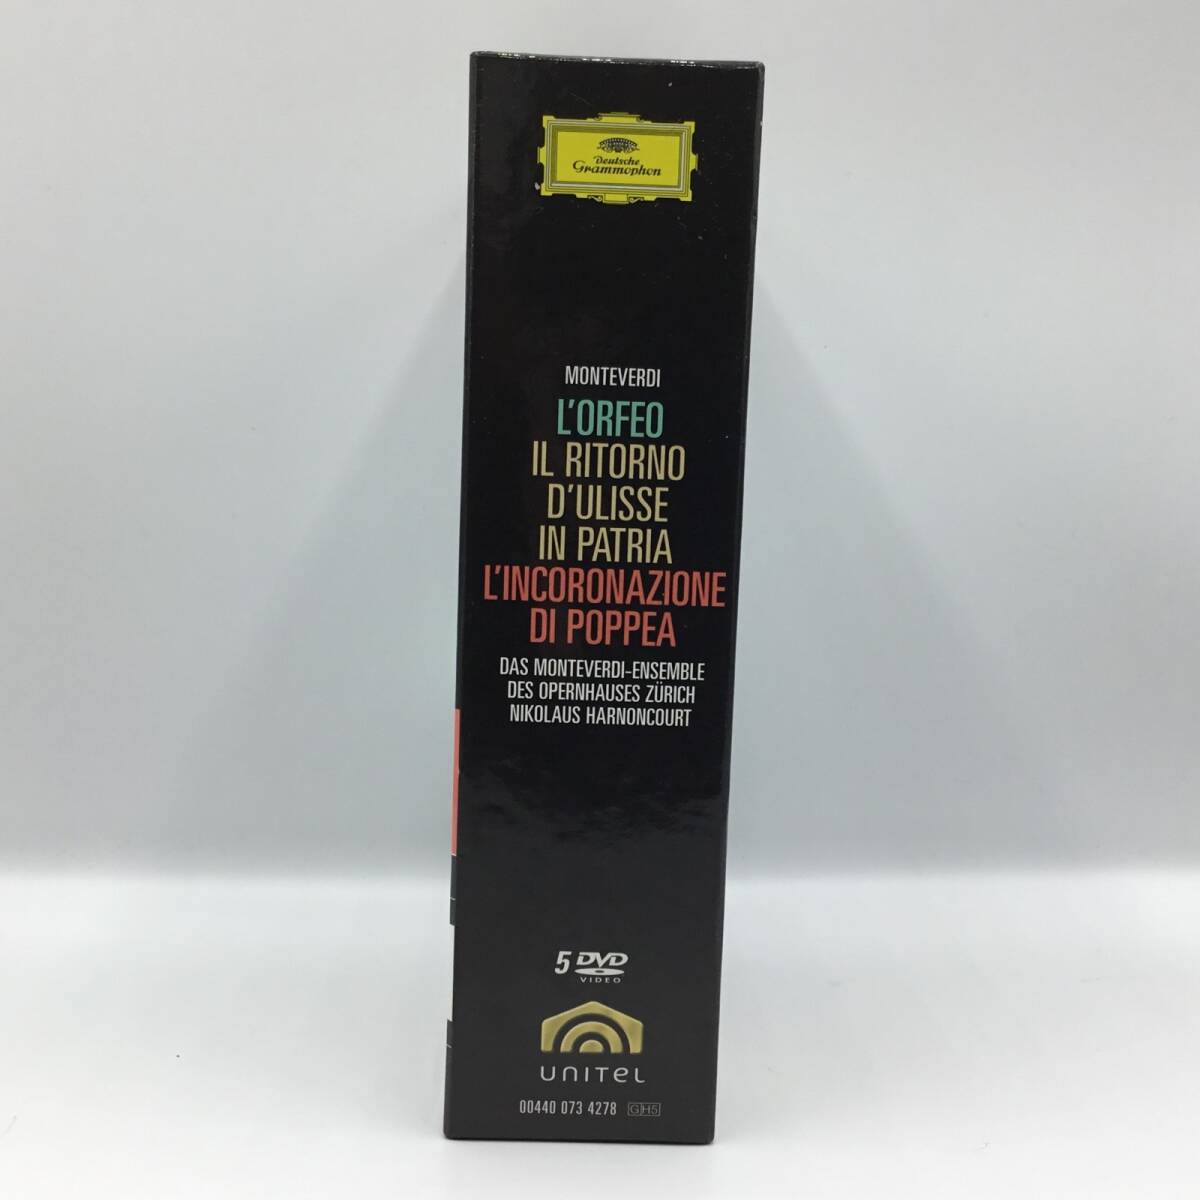 Deutsche
Grammophon
MONTEVERDI
L'ORFEO
IL RITORNO
D'ULISSE
IN PATRIA
L'INCORONAZIONE
DI POPPEA
DAS MONTEVERDI-ENSEMBLE
DES OPERNHAUSES ZÜRICH
NIKOLAUS HARNONCOURT
5 DVD
VIDEO
UNITEL
00440 073 4278 GH5